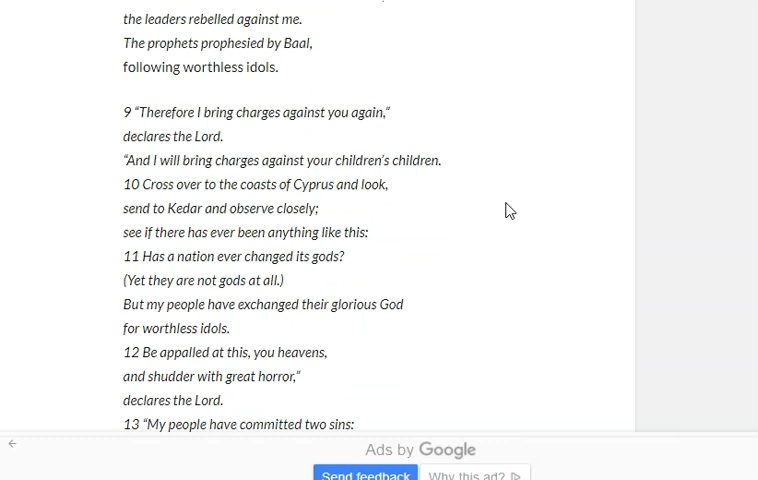 the leaders rebelled against me.
The prophets prophesied by Baal,
following worthless idols.
9 “Therefore I bring charges against you again,”
declares the Lord.
“And I will bring charges against your children’s children.
10 Cross over to the coasts of Cyprus and look,
send to Kedar and observe closely;
see if there has ever been anything like this:
11 Has a nation ever changed its gods?
(Yet they are not gods at all.)
But my people have exchanged their glorious God
for worthless idols.
12 Be appalled at this, you heavens,
and shudder with great horror,”
declares the Lord.
13 “My people have committed two sins:
Ads by Google
Send feedback Why this ad?